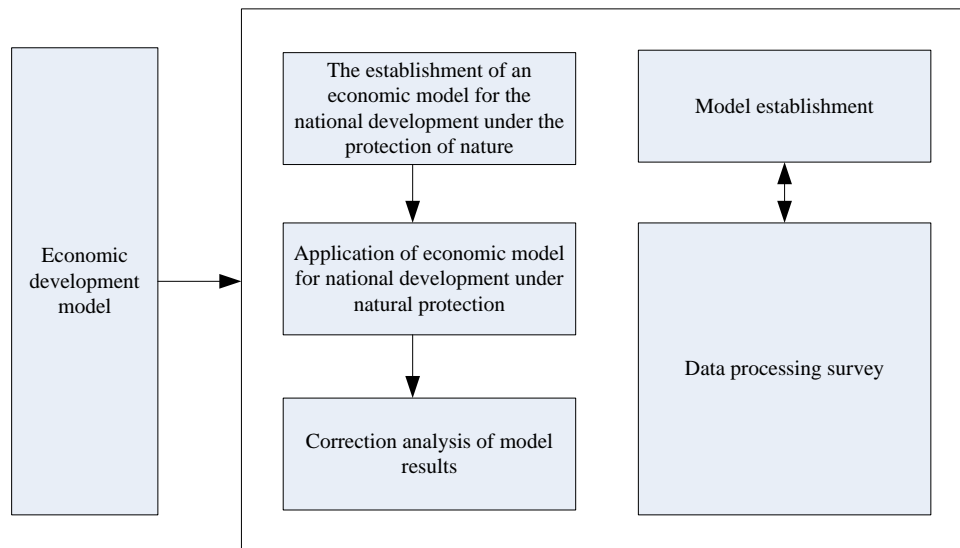 Economic
development
model
The establishment of an
economic model for the
national development under the
protection of nature
Application of economic model
for national development under
natural protection
Correction analysis of model
results
Model establishment
Data processing survey